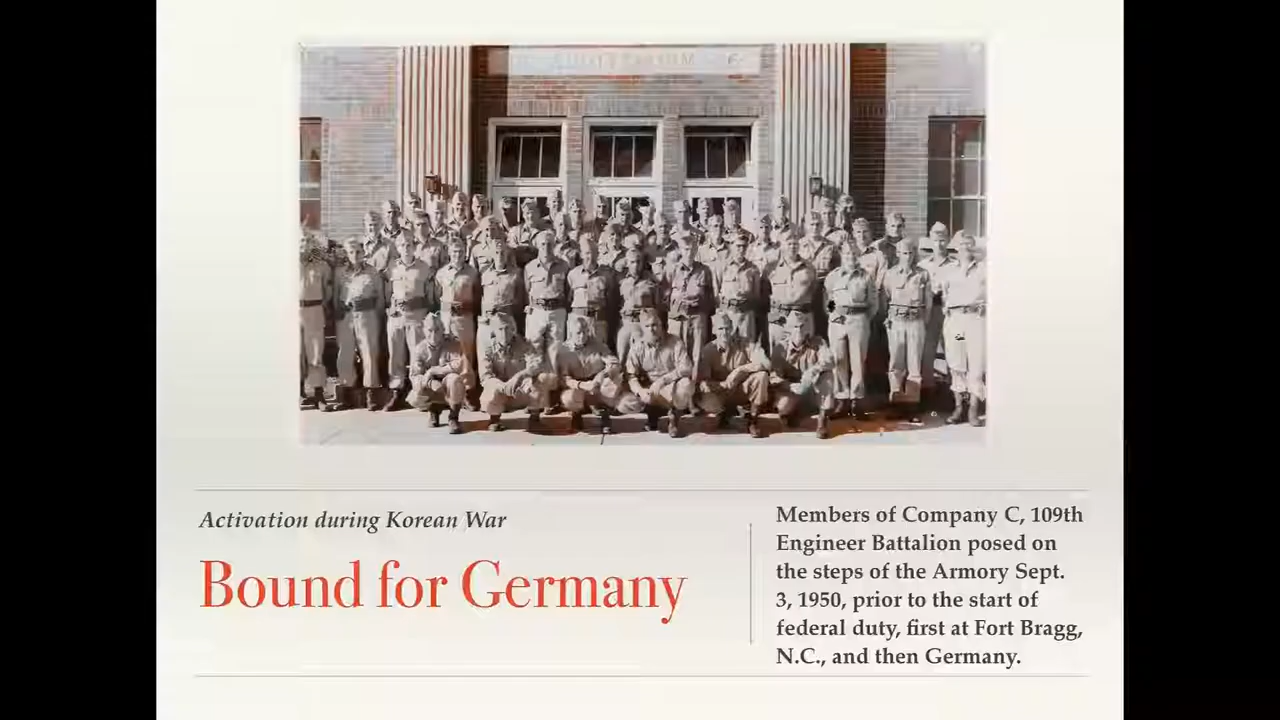 Activation during Korean War
Bound for Germany
Members of Company C, 109th
Engineer Battalion posed on
the steps of the Armory Sept.
3, 1950, prior to the start of
federal duty, first at Fort Bragg,
N.C., and then Germany.